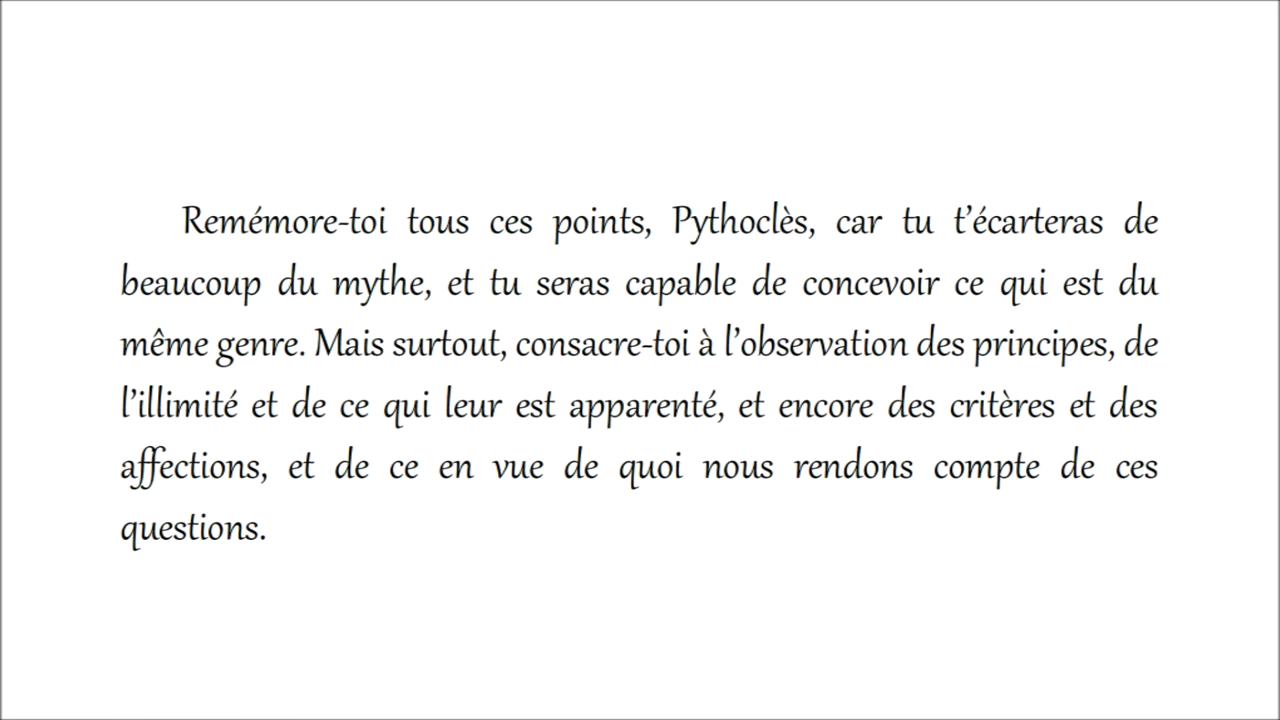 Remémore-toi tous ces points, Pythoclès, car tu t’écarteras de
beaucoup du mythe, et tu seras capable de concevoir ce qui est du
même genre. Mais surtout, consacre-toi à l’observation des principes, de
l’illimité et de ce qui leur est apparenté, et encore des critères et des
affections, et de ce en vue de quoi nous rendons compte de ces
questions.